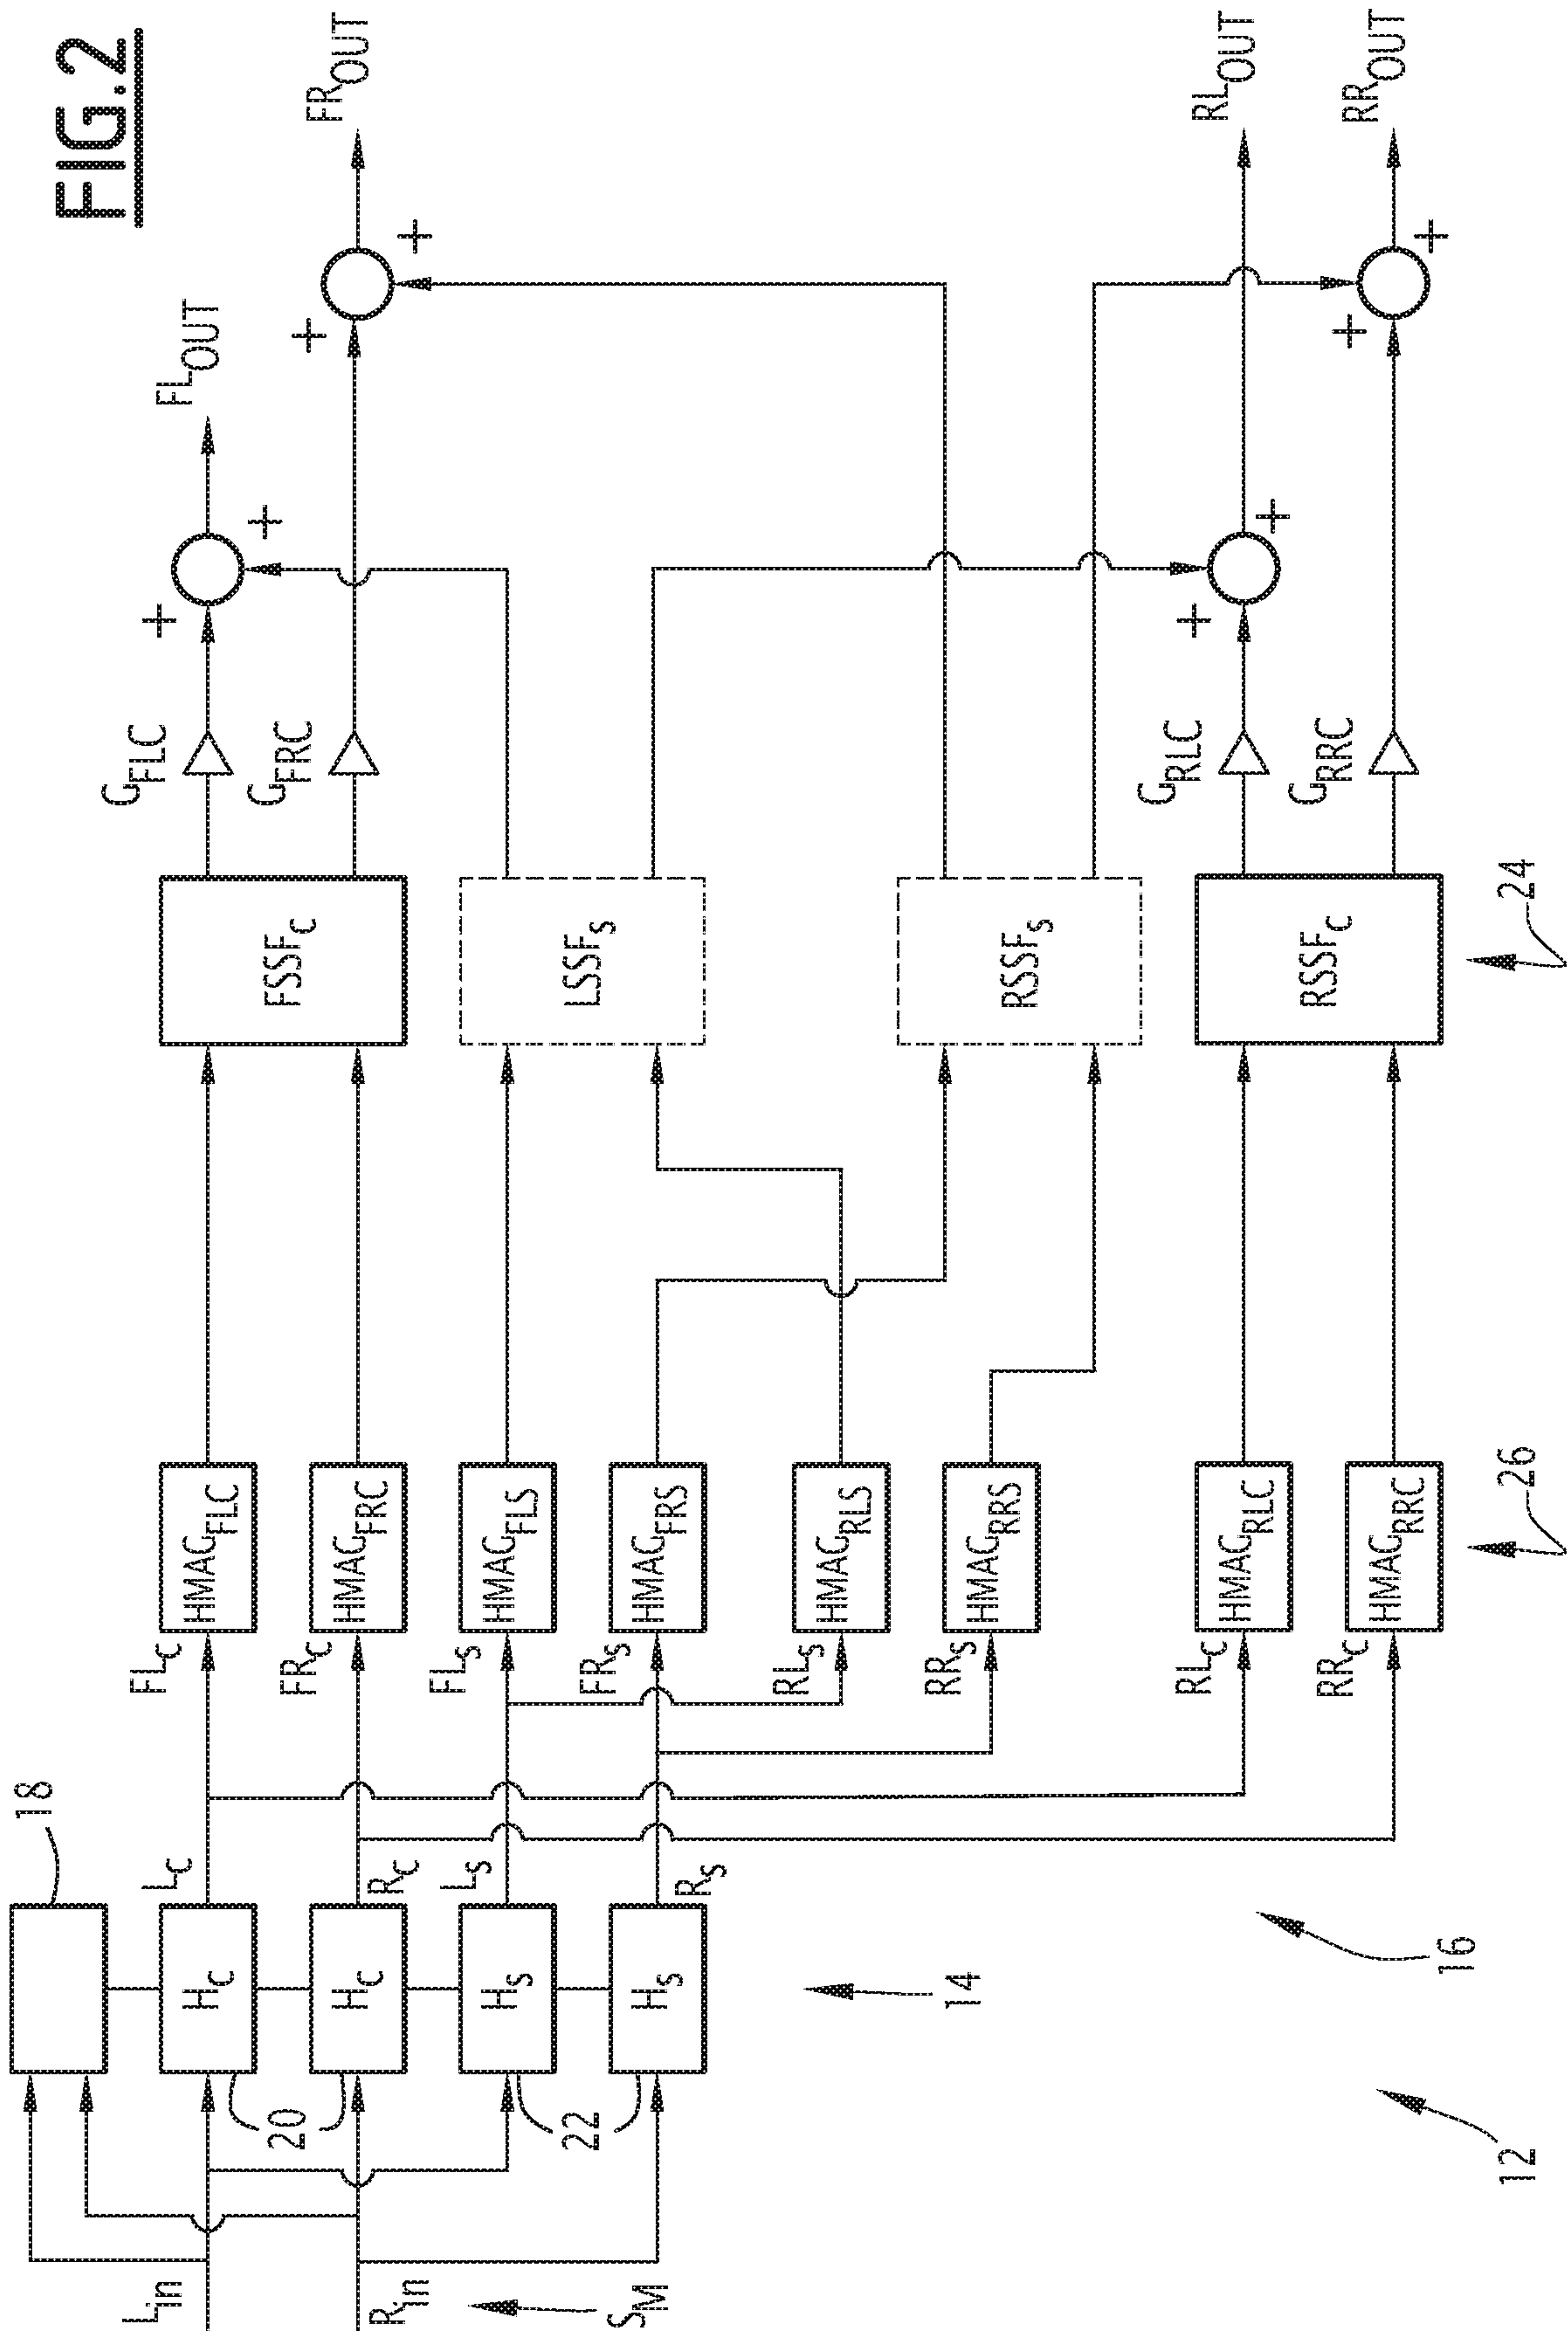 FIG.2
L_in
R_in
S_M
18
20
22
H_C
H_C
H_S
H_S
L_C
R_C
L_S
R_S
14
16
12
FL_C
FR_C
FL_S
FR_S
RL_S
RR_S
RL_C
RR_C
HMAC_FLC
HMAC_FRC
HMAC_FLS
HMAC_FRS
HMAC_RLS
HMAC_RRS
HMAC_RLC
HMAC_RRC
26
FSSF_C
LSSF_S
RSSF_S
RSSF_C
24
G_FLC
G_FRC
G_RLC
G_RRC
+
+
+
+
+
+
+
+
FL_OUT
FR_OUT
RL_OUT
RR_OUT